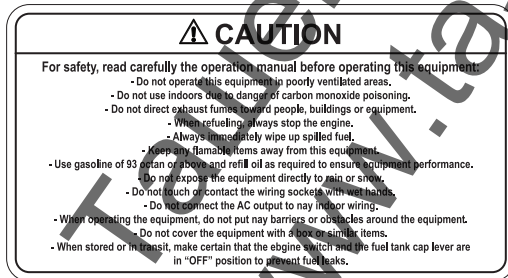 CAUTION
For safety, read carefully the operation manual before operating this equipment:
- Do not operate this equipment in poorly ventilated areas.
- Do not use indoors due to danger of carbon monoxide poisoning.
- Do not direct exhaust fumes toward people, buildings or equipment.
- When refueling, always stop the engine.
- Always immediately wipe up spilled fuel.
- Keep any flamable items away from this equipment.
- Use gasoline of 93 octan or above and refill oil as required to ensure equipment performance.
- Do not expose the equipment directly to rain or snow.
- Do not touch or contact the wiring sockets with wet hands.
- Do not connect the AC output to nay indoor wiring.
- When operating the equipment, do not put nay barriers or obstacles around the equipment.
- Do not cover the equipment with a box or similar items.
- When stored or in transit, make certain that the ebgine switch and the fuel tank cap lever are
in "OFF" position to prevent fuel leaks.